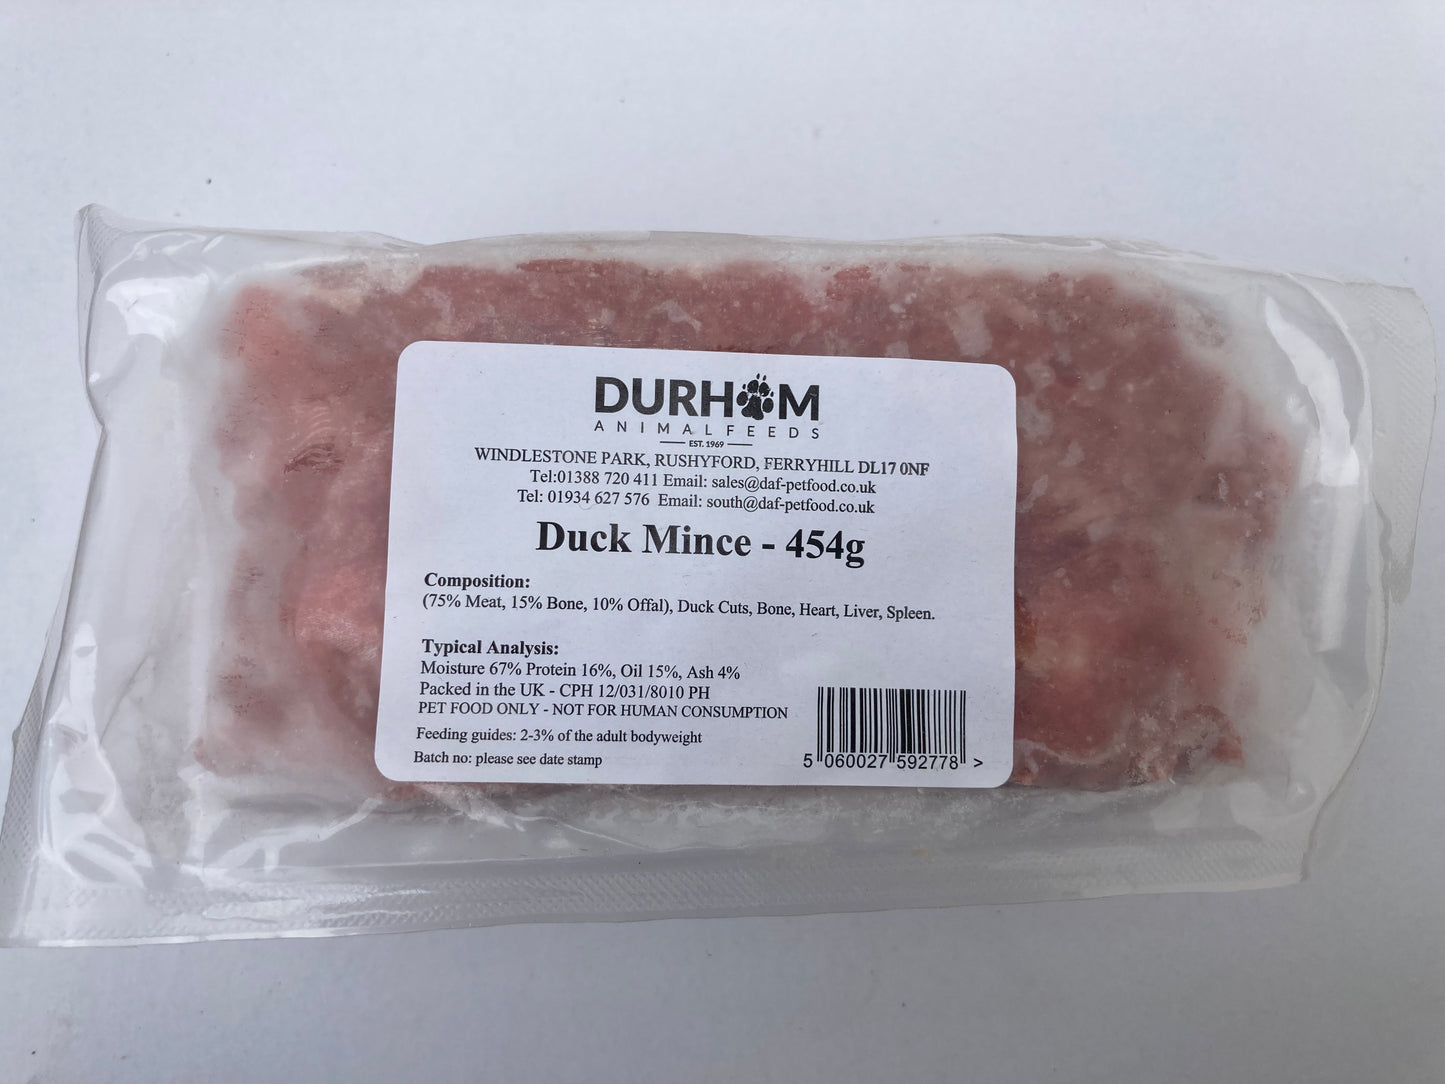 DURHAM
ANIMALFEEDS
EST. 1969
WINDLESTONE PARK, RUSHYFORD, FERRYHILL DL17 0NF
Tel:01388 720 411 Email: sales@daf-petfood.co.uk
Tel: 01934 627 576 Email: south@daf-petfood.co.uk
Duck Mince - 454g
Composition:
(75% Meat, 15% Bone, 10% Offal), Duck Cuts, Bone, Heart, Liver, Spleen.
Typical Analysis:
Moisture 67% Protein 16%, Oil 15%, Ash 4%
Packed in the UK - CPH 12/031/8010 PH
PET FOOD ONLY - NOT FOR HUMAN CONSUMPTION
Feeding guides: 2-3% of the adult bodyweight
Batch no: please see date stamp
5 060027 592778 >